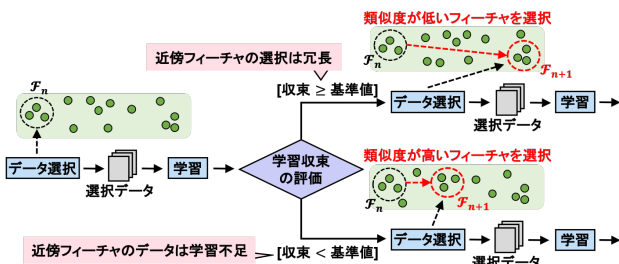 類似度が低いフィーチャを選択
近傍フィーチャの選択は冗長
ℱn
ℱn+1
[収束 ≥ 基準値]
データ選択
学習
選択データ
ℱn
データ選択
学習
選択データ
学習収束
の評価
類似度が高いフィーチャを選択
ℱn
ℱn+1
近傍フィーチャのデータは学習不足
[収束 < 基準値]
データ選択
学習
選択データ